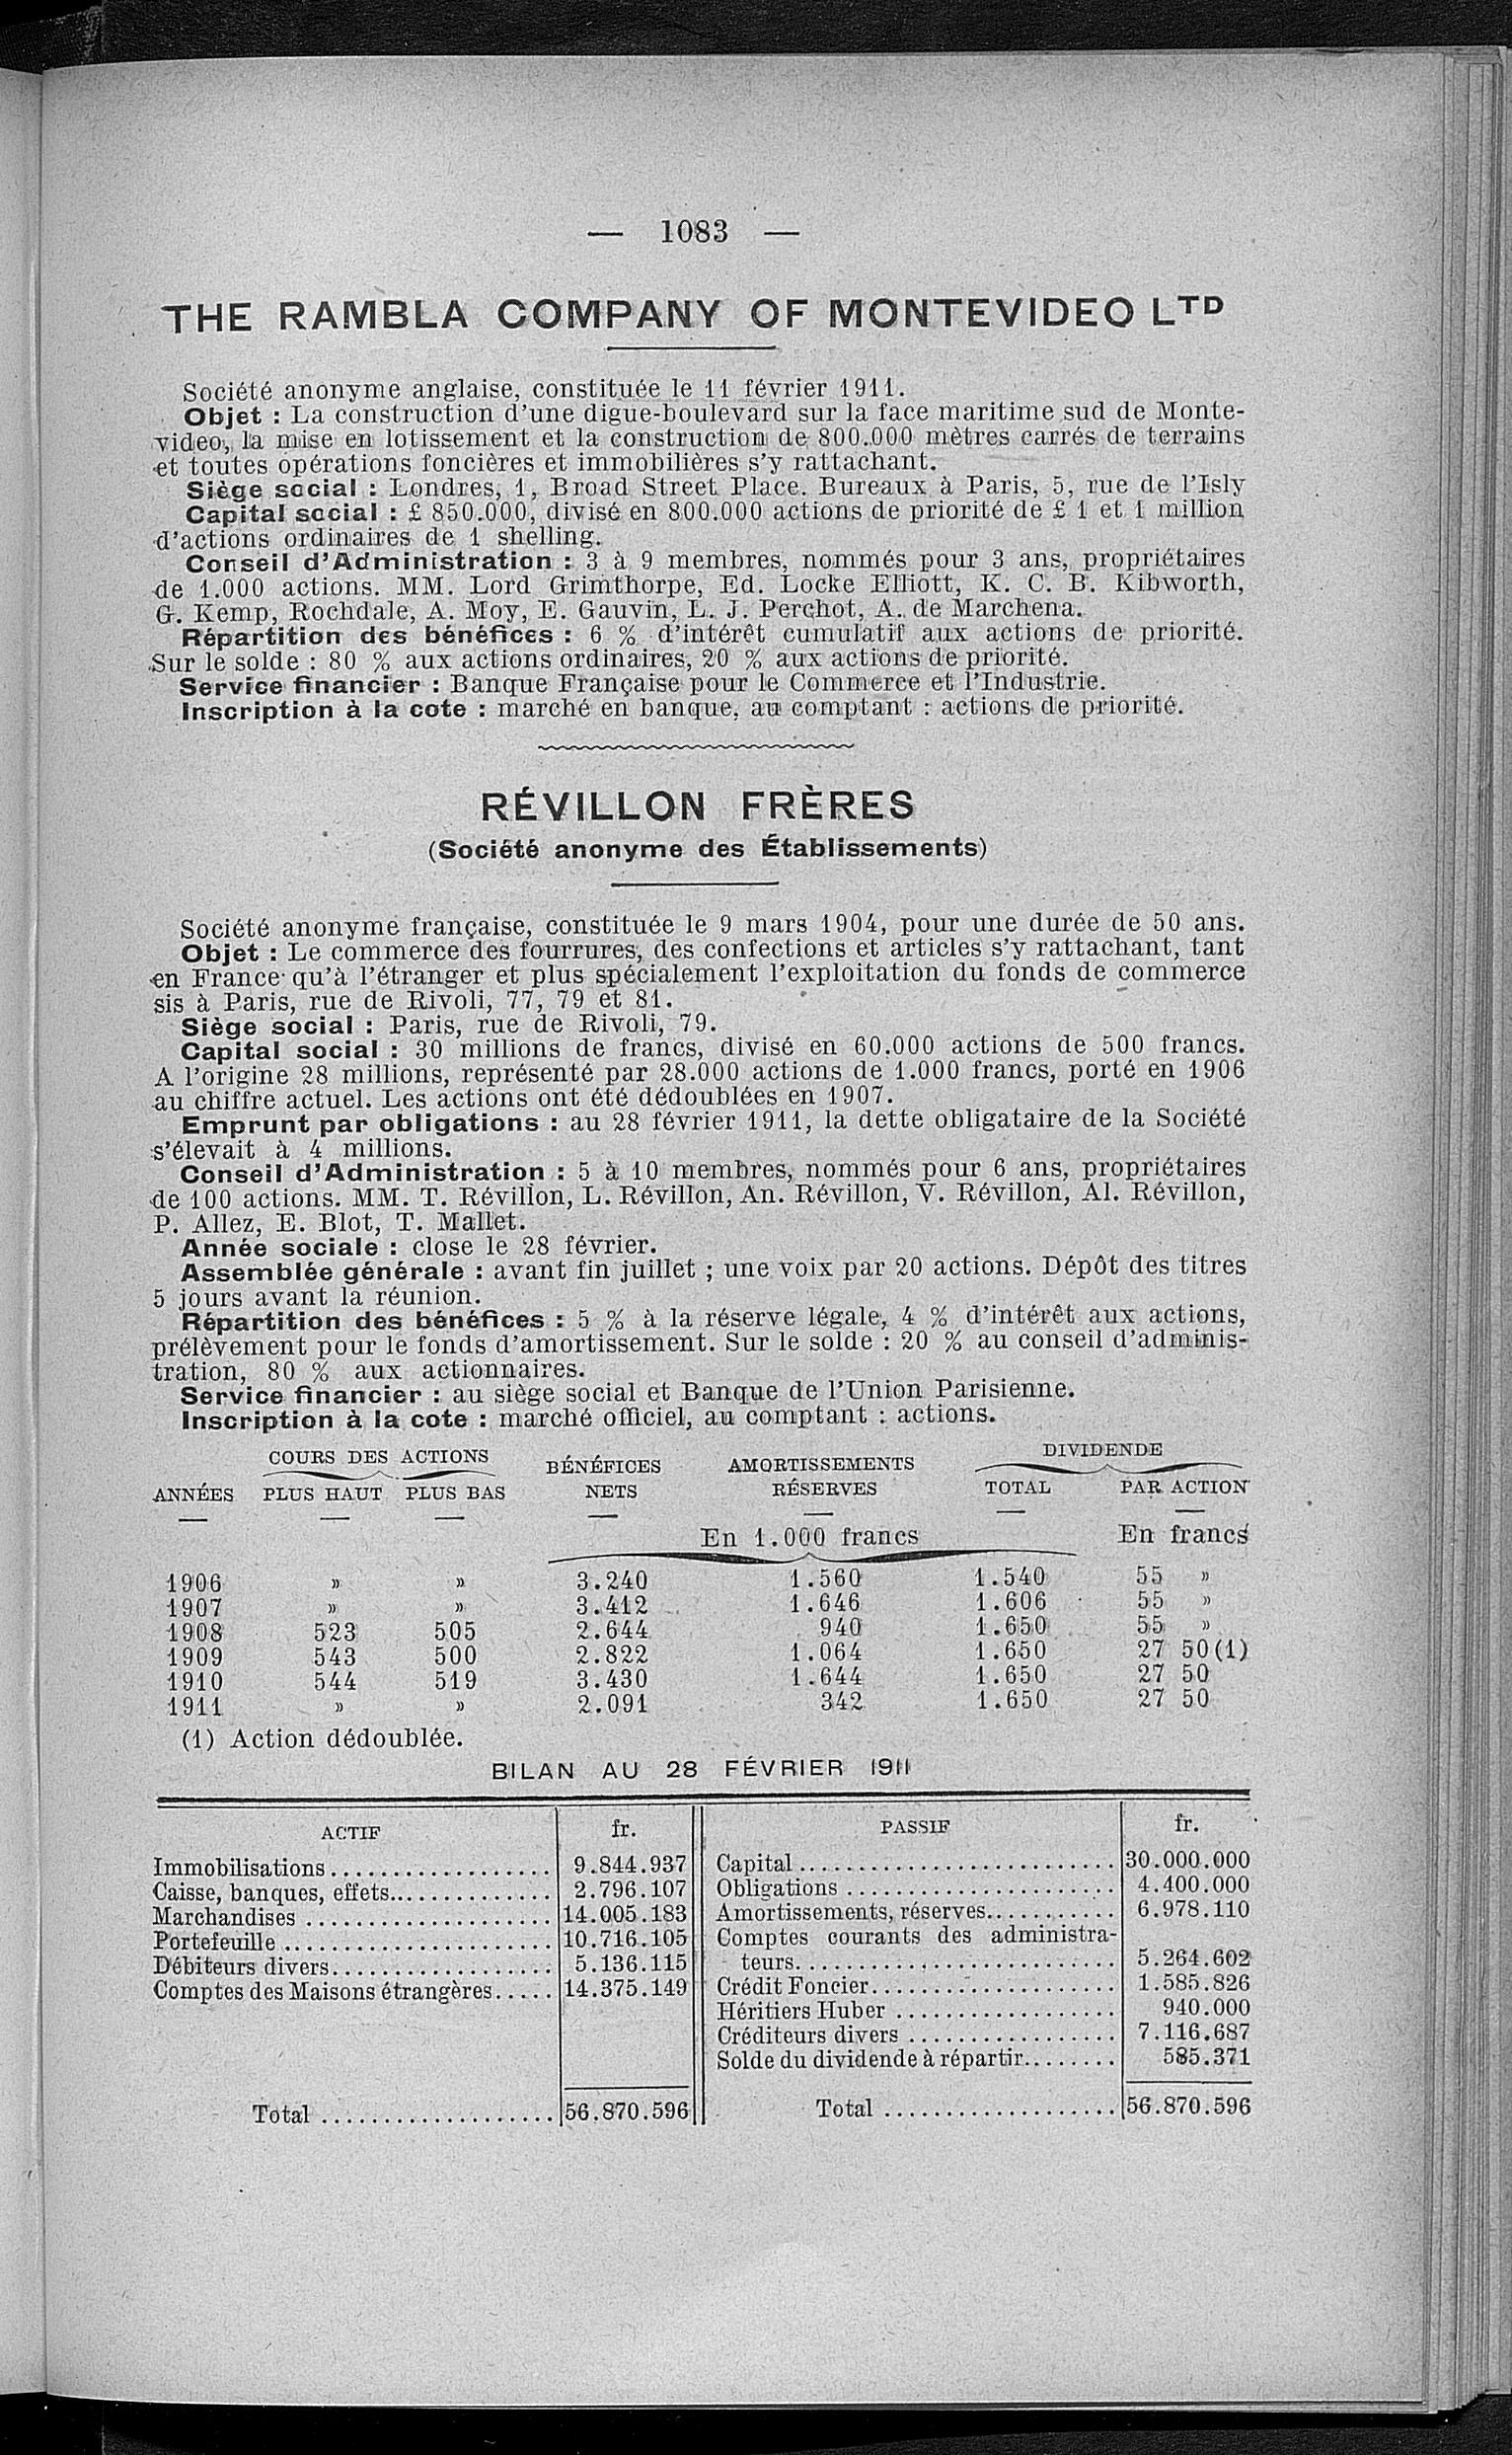 — 1083 —
THE RAMBLA COMPANY OF MONTEVIDEO LTD
Société anonyme anglaise, constituée le 11 février 1911.
Objet : La construction d'une digue-boulevard sur la face maritime sud de Monte-
video, la mise en lotissement et la construction de 800.000 mètres carrés de terrains
et toutes opérations foncières et immobilières s'y rattachant.
Siège social : Londres, 1, Broad Street Place. Bureaux à Paris, 5, rue de l'Isly
Capital social : £ 850.000, divisé en 800.000 actions de priorité de £ 1 et 1 million
d'actions ordinaires de 1 shelling.
Conseil d'Administration : 3 à 9 membres, nommés pour 3 ans, propriétaires
de 1.000 actions. MM. Lord Grimthorpe, Ed. Locke Elliott, K. C. B. Kibworth,
G. Kemp, Rochdale, A. Moy, E. Gauvin, L. J. Perchot, A. de Marchena.
Répartition des bénéfices : 6 % d'intérêt cumulatif aux actions de priorité.
Sur le solde : 80 % aux actions ordinaires, 20 % aux actions de priorité.
Service financier : Banque Française pour le Commerce et l'Industrie.
Inscription à la cote : marché en banque, au comptant : actions de priorité.
RÉVILLON FRÈRES
(Société anonyme des Établissements)
Société anonyme française, constituée le 9 mars 1904, pour une durée de 50 ans.
Objet : Le commerce des fourrures, des confections et articles s'y rattachant, tant
en France qu'à l'étranger et plus spécialement l'exploitation du fonds de commerce
sis à Paris, rue de Rivoli, 77, 79 et 81.
Siège social : Paris, rue de Rivoli, 79.
Capital social : 30 millions de francs, divisé en 60.000 actions de 500 francs.
A l'origine 28 millions, représenté par 28.000 actions de 1.000 francs, porté en 1906
au chiffre actuel. Les actions ont été dédoublées en 1907.
Emprunt par obligations : au 28 février 1911, la dette obligataire de la Société
s'élevait à 4 millions.
Conseil d'Administration : 5 à 10 membres, nommés pour 6 ans, propriétaires
de 100 actions. MM. T. Révillon, L. Révillon, An. Révillon, V. Révillon, Al. Révillon,
P. Allez, E. Blot, T. Mallet.
Année sociale : close le 28 février.
Assemblée générale : avant fin juillet ; une voix par 20 actions. Dépôt des titres
5 jours avant la réunion.
Répartition des bénéfices : 5 % à la réserve légale, 4 % d'intérêt aux actions,
prélèvement pour le fonds d'amortissement. Sur le solde : 20 % au conseil d'adminis-
tration, 80 % aux actionnaires.
Service financier : au siège social et Banque de l'Union Parisienne.
Inscription à la cote : marché officiel, au comptant : actions.
COURS DES ACTIONS BÉNÉFICES AMORTISSEMENTS DIVIDENDE
ANNÉES PLUS HAUT PLUS BAS NETS RÉSERVES TOTAL PAR ACTION
En 1.000 francs En francs
1906 » » 3.240 1.560 1.540 55 »
1907 » » 3.412 1.646 1.606 55 »
1908 523 505 2.644 940 1.650 55 »
1909 543 500 2.822 1.064 1.650 27 50 (1)
1910 544 519 3.430 1.644 1.650 27 50
1911 » » 2.091 342 1.650 27 50
(1) Action dédoublée.
BILAN AU 28 FÉVRIER 1911
ACTIF fr. PASSIF fr.
Immobilisations.................. 9.844.937 Capital.......................... 30.000.000
Caisse, banques, effets............. 2.796.107 Obligations ...................... 4.400.000
Marchandises .................... 14.005.183 Amortissements, réserves........... 6.978.110
Portefeuille...................... 10.716.105 Comptes courants des administra-
Débiteurs divers.................. 5.136.115 teurs.......................... 5.264.602
Comptes des Maisons étrangères..... 14.375.149 Crédit Foncier.................... 1.585.826
Héritiers Huber .................. 940.000
Créditeurs divers ................. 7.116.687
Solde du dividende à répartir........ 585.371
Total ................... 56.870.596 Total ................... 56.870.596